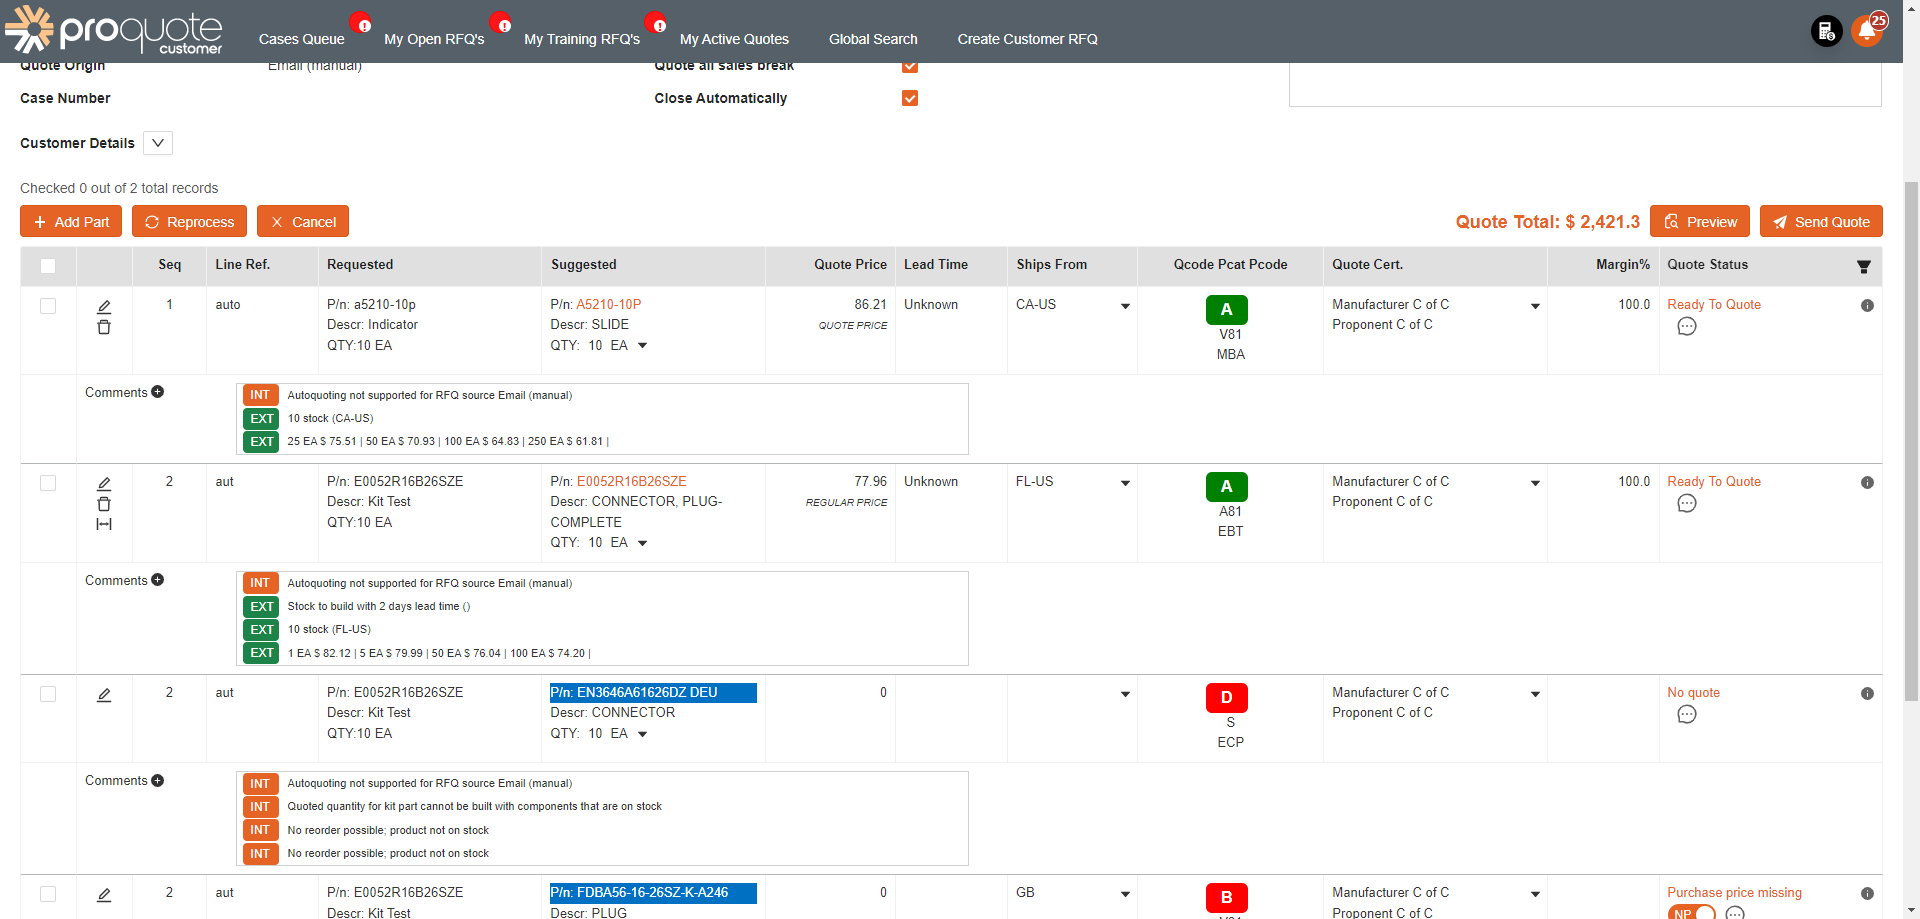 proquote
customer
Cases Queue
My Open RFQ's
My Training RFQ's
My Active Quotes
Global Search
Create Customer RFQ
25
Quote Origin
Email (manual)
Quote all sales break
Case Number
Close Automatically
Customer Details
Checked 0 out of 2 total records
+ Add Part
Reprocess
Cancel
Quote Total: $ 2,421.3
Preview
Send Quote
Seq
Line Ref.
Requested
Suggested
Quote Price
Lead Time
Ships From
Qcode Pcat Pcode
Quote Cert.
Margin%
Quote Status
1
auto
P/n: a5210-10p
Descr: Indicator
QTY:10 EA
P/n: A5210-10P
Descr: SLIDE
QTY: 10 EA
86.21
QUOTE PRICE
Unknown
CA-US
A
V81
MBA
Manufacturer C of C
Proponent C of C
100.0
Ready To Quote
Comments
INT Autoquoting not supported for RFQ source Email (manual)
EXT 10 stock (CA-US)
EXT 25 EA $ 75.51 | 50 EA $ 70.93 | 100 EA $ 64.83 | 250 EA $ 61.81 |
2
aut
P/n: E0052R16B26SZE
Descr: Kit Test
QTY:10 EA
P/n: E0052R16B26SZE
Descr: CONNECTOR, PLUG-
COMPLETE
QTY: 10 EA
77.96
REGULAR PRICE
Unknown
FL-US
A
A81
EBT
Manufacturer C of C
Proponent C of C
100.0
Ready To Quote
Comments
INT Autoquoting not supported for RFQ source Email (manual)
EXT Stock to build with 2 days lead time ()
EXT 10 stock (FL-US)
EXT 1 EA $ 82.12 | 5 EA $ 79.99 | 50 EA $ 76.04 | 100 EA $ 74.20 |
2
aut
P/n: E0052R16B26SZE
Descr: Kit Test
QTY:10 EA
P/n: EN3646A61626DZ DEU
Descr: CONNECTOR
QTY: 10 EA
0
D
S
ECP
Manufacturer C of C
Proponent C of C
No quote
Comments
INT Autoquoting not supported for RFQ source Email (manual)
INT Quoted quantity for kit part cannot be built with components that are on stock
INT No reorder possible; product not on stock
INT No reorder possible; product not on stock
2
aut
P/n: E0052R16B26SZE
Descr: Kit Test
P/n: FDBA56-16-26SZ-K-A246
Descr: PLUG
0
GB
B
Manufacturer C of C
Proponent C of C
Purchase price missing
NP